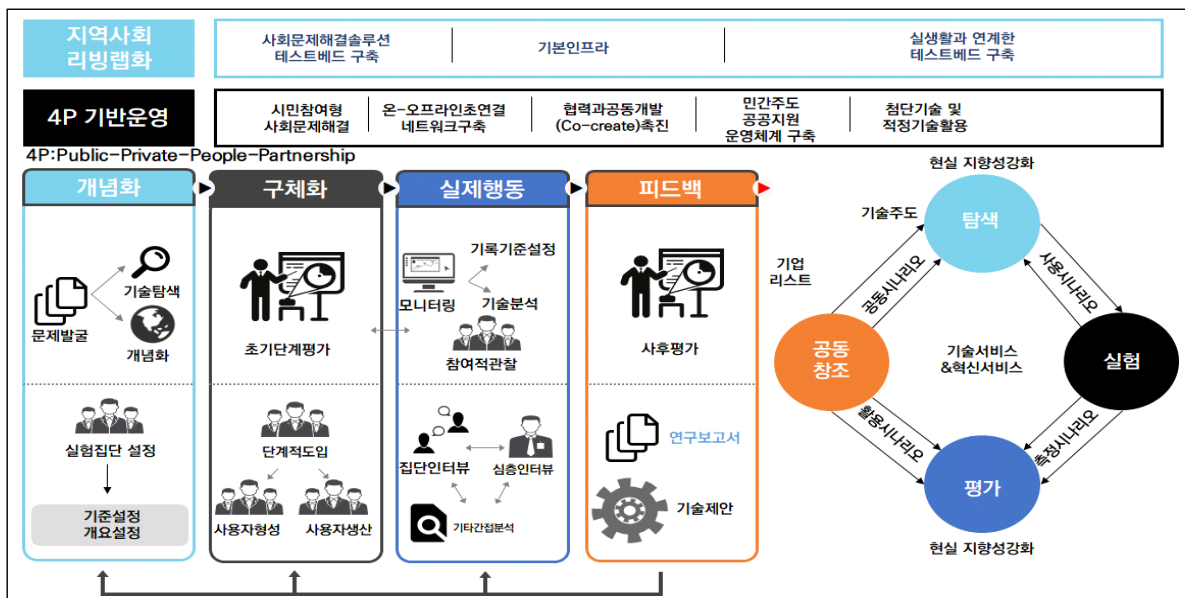 지역사회
리빙랩화
사회문제해결솔루션
테스트베드 구축
기본인프라
실생활과 연계한
테스트베드 구축
4P 기반운영
시민참여형
사회문제해결
온-오프라인초연결
네트워크구축
협력과공동개발
(Co-create)촉진
민간주도
공공지원
운영체계 구축
첨단기술 및
적정기술활용
4P:Public-Private-People-Partnership
개념화
구체화
실제행동
피드백
기술탐색
문제발굴
개념화
실험집단 설정
기준설정
개요설정
초기단계평가
단계적도입
사용자형성
사용자생산
기록기준설정
모니터링
기술분석
참여적관찰
집단인터뷰
심층인터뷰
기타간접분석
사후평가
연구보고서
기술제안
현실 지향성강화
탐색
기술주도
기업
리스트
공동시나리오
사용시나리오
공동
창조
기술서비스
&혁신서비스
실험
활용시나리오
측정시나리오
평가
현실 지향성강화